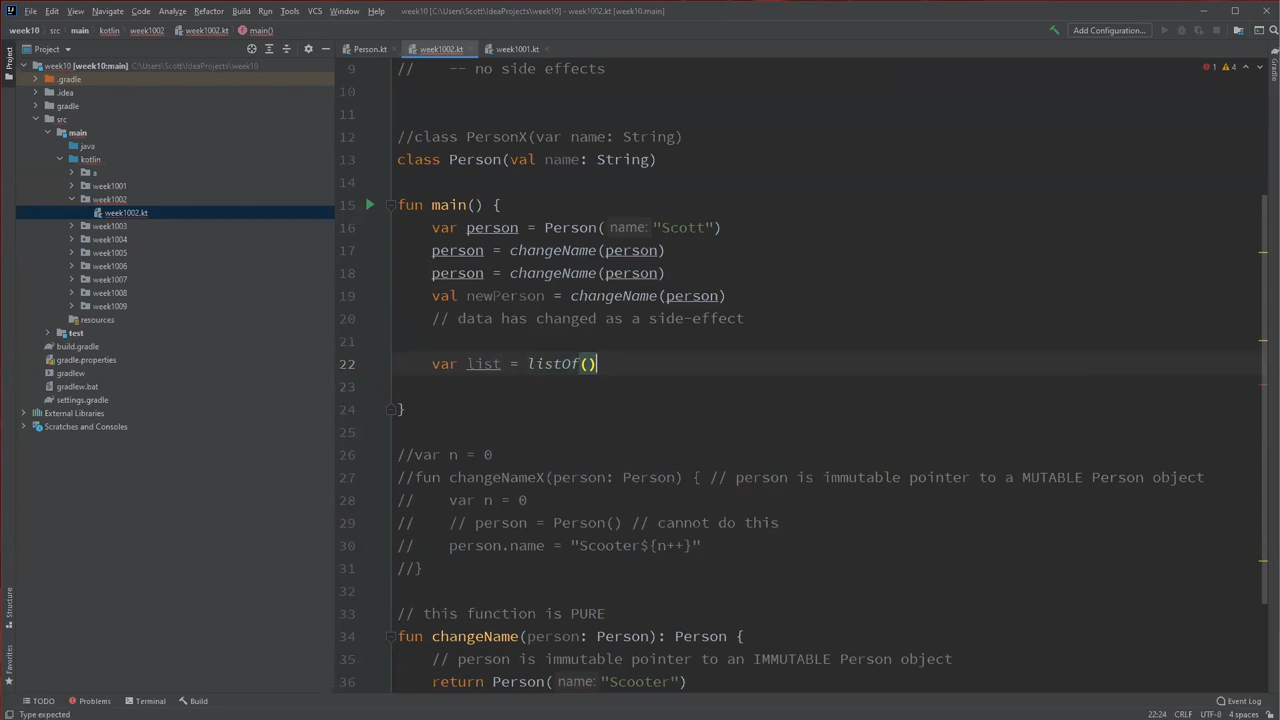 File Edit View Navigate Code Analyze Refactor Build Run Tools VCS Window Help week10 [C:\Users\Scott\IdeaProjects\week10] - week1002.kt [week10.main]
week10 src main kotlin week1002 week1002.kt main() Add Configuration...
Project Person.kt week1002.kt week1001.kt
week10 [week10:main] C:\Users\Scott\IdeaProjects\week10
.gradle
.idea
gradle
src
main
java
kotlin
a
week1001
week1002
week1002.kt
week1003
week1004
week1005
week1006
week1007
week1008
week1009
resources
test
build.gradle
gradle.properties
gradlew
gradlew.bat
settings.gradle
External Libraries
Scratches and Consoles
Project
Structure
Favorites
Gradle
1 4
9 //    -- no side effects
10
11
12 //class PersonX(var name: String)
13 class Person(val name: String)
14
15 fun main() {
16     var person = Person( name: "Scott")
17     person = changeName(person)
18     person = changeName(person)
19     val newPerson = changeName(person)
20     // data has changed as a side-effect
21
22     var list = listOf()
23
24 }
25
26 //var n = 0
27 //fun changeNameX(person: Person) { // person is immutable pointer to a MUTABLE Person object
28 //    var n = 0
29 //    // person = Person() // cannot do this
30 //    person.name = "Scooter${n++}"
31 //}
32
33 // this function is PURE
34 fun changeName(person: Person): Person {
35     // person is immutable pointer to an IMMUTABLE Person object
36     return Person( name: "Scooter")
TODO Problems Terminal Build Event Log
Type expected 22:24 CRLF UTF-8 4 spaces